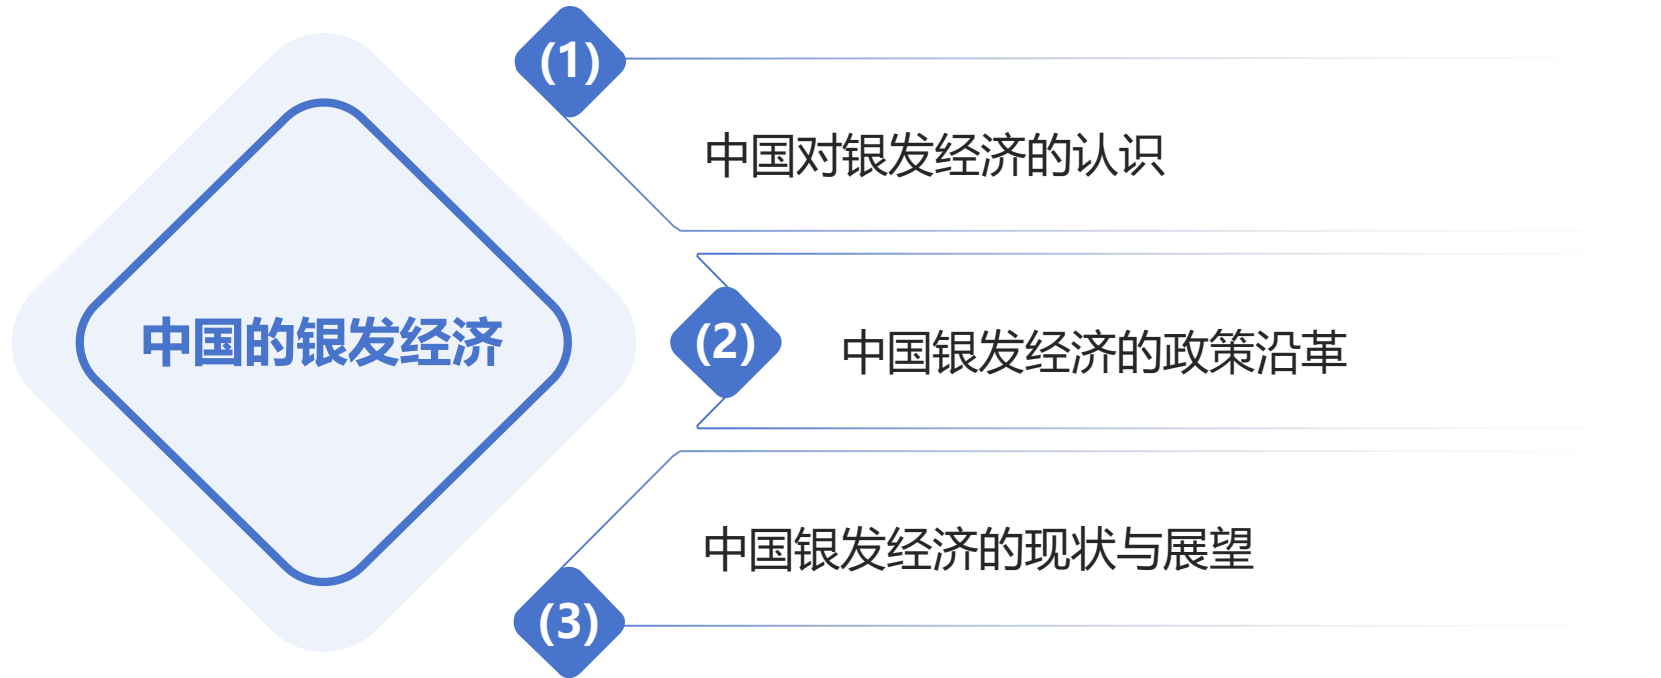 (1)
中国对银发经济的认识
中国的银发经济
(2)
中国银发经济的政策沿革
(3)
中国银发经济的现状与展望